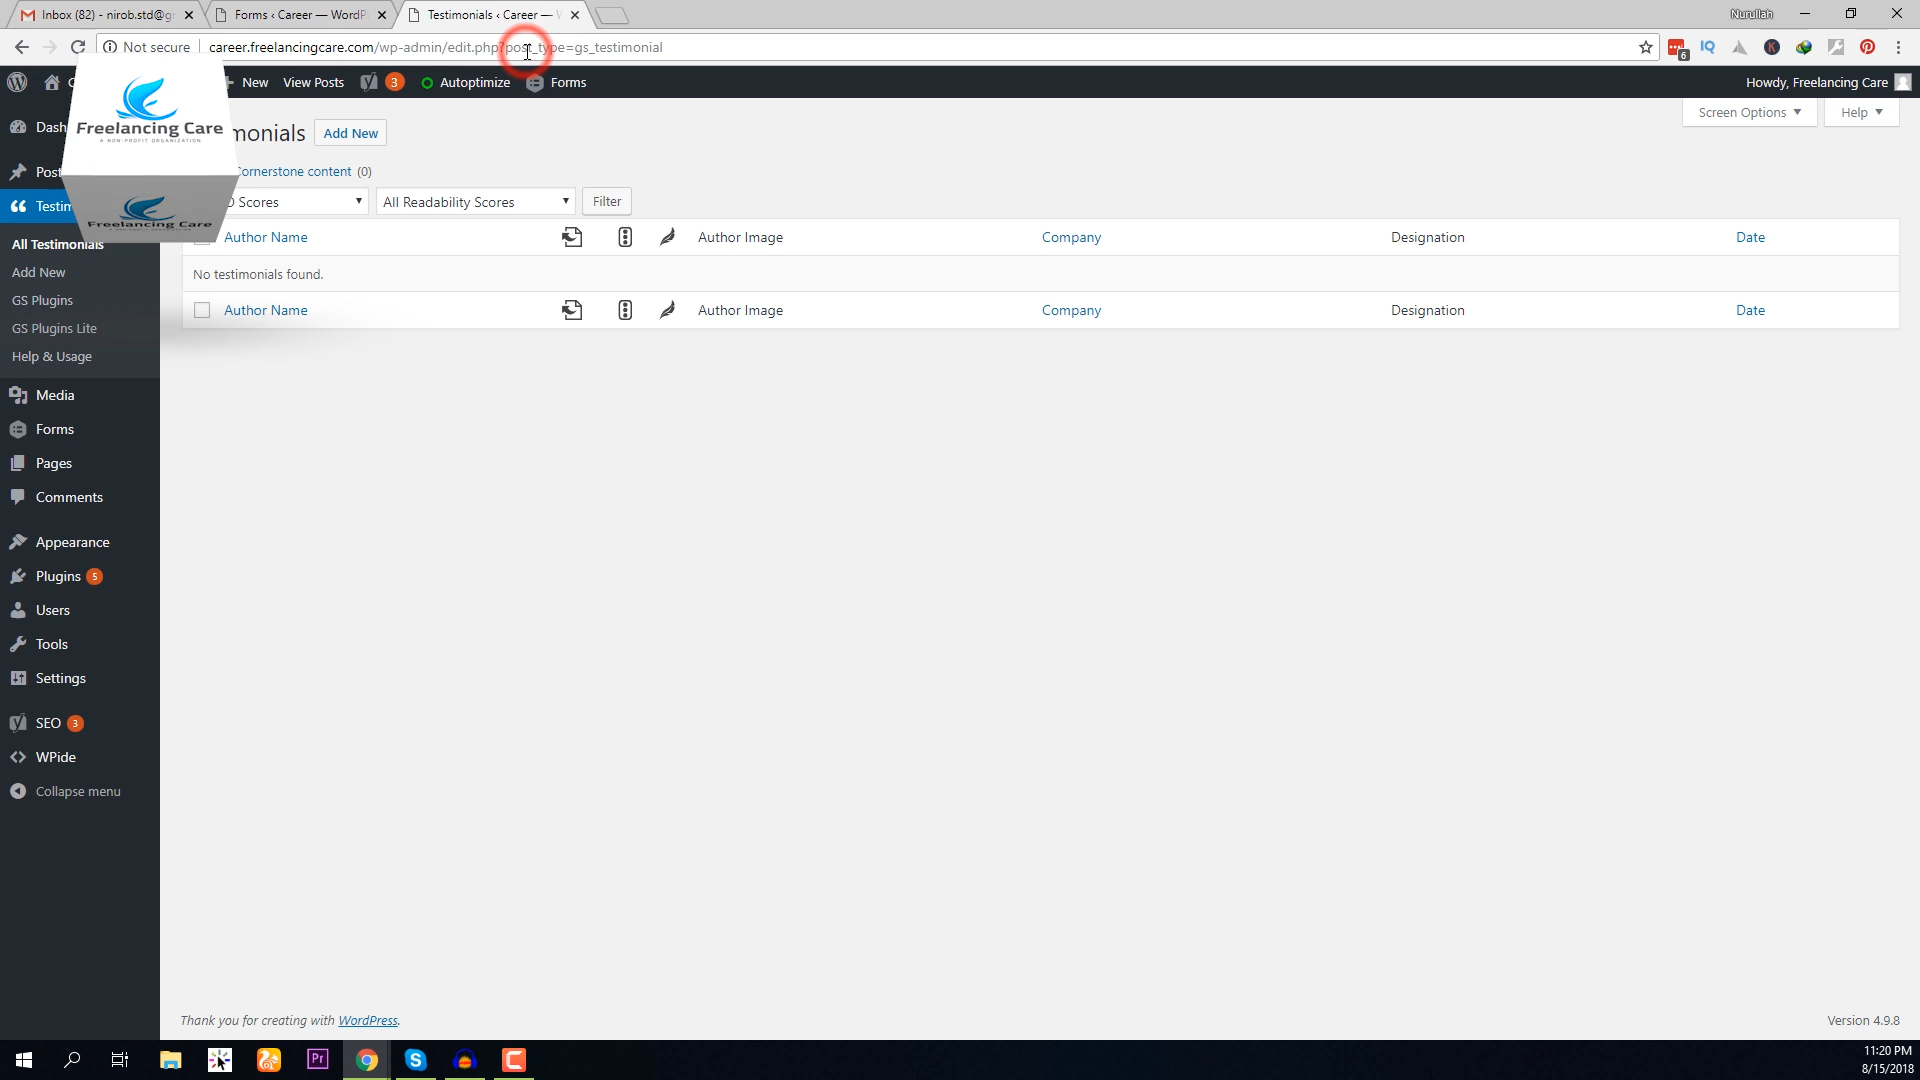 Inbox (82) - nirob.std@g
Forms ‹ Career — WordP
Testimonials ‹ Career —
Nurullah
Not secure
career.freelancingcare.com/wp-admin/edit.php?post_type=gs_testimonial
6
New
View Posts
3
Autoptimize
Forms
Howdy, Freelancing Care
Freelancing Care
A NON-PROFIT ORGANIZATION
Freelancing Care
Dash
monials
Add New
Screen Options
Help
Post
Cornerstone content (0)
Testim
O Scores
All Readability Scores
Filter
All Testimonials
Add New
GS Plugins
GS Plugins Lite
Help & Usage
Author Name
Author Image
Company
Designation
Date
No testimonials found.
Author Name
Author Image
Company
Designation
Date
Media
Forms
Pages
Comments
Appearance
Plugins 5
Users
Tools
Settings
SEO 3
WPide
Collapse menu
Thank you for creating with WordPress.
Version 4.9.8
Pr
11:20 PM
8/15/2018